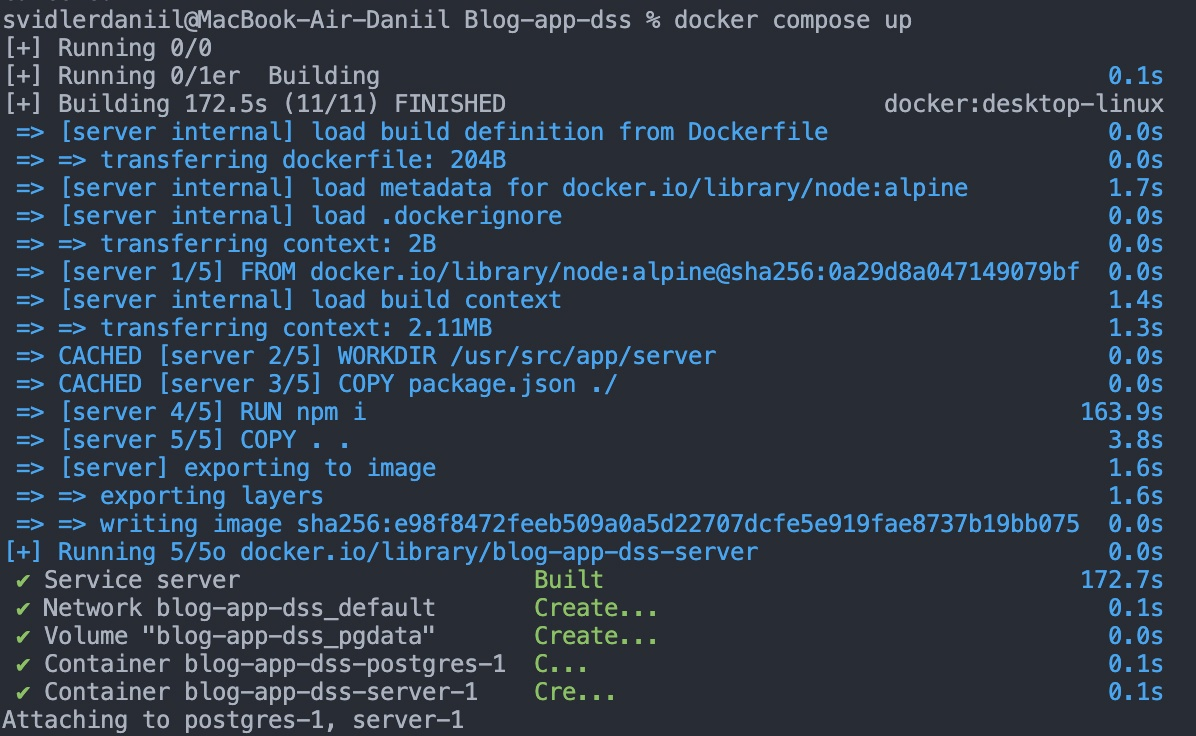 svidlerdaniil@MacBook-Air-Daniil Blog-app-dss % docker compose up
[+] Running 0/0
[+] Running 0/1er  Building 0.1s
[+] Building 172.5s (11/11) FINISHED docker:desktop-linux
=> [server internal] load build definition from Dockerfile 0.0s
=> => transferring dockerfile: 204B 0.0s
=> [server internal] load metadata for docker.io/library/node:alpine 1.7s
=> [server internal] load .dockerignore 0.0s
=> => transferring context: 2B 0.0s
=> [server 1/5] FROM docker.io/library/node:alpine@sha256:0a29d8a047149079bf 0.0s
=> [server internal] load build context 1.4s
=> => transferring context: 2.11MB 1.3s
=> CACHED [server 2/5] WORKDIR /usr/src/app/server 0.0s
=> CACHED [server 3/5] COPY package.json ./ 0.0s
=> [server 4/5] RUN npm i 163.9s
=> [server 5/5] COPY . . 3.8s
=> [server] exporting to image 1.6s
=> => exporting layers 1.6s
=> => writing image sha256:e98f8472feeb509a0a5d22707dcfe5e919fae8737b19bb075 0.0s
[+] Running 5/5o docker.io/library/blog-app-dss-server 0.0s
✔ Service server Built 172.7s
✔ Network blog-app-dss_default Create... 0.1s
✔ Volume "blog-app-dss_pgdata" Create... 0.0s
✔ Container blog-app-dss-postgres-1 C... 0.1s
✔ Container blog-app-dss-server-1 Cre... 0.1s
Attaching to postgres-1, server-1